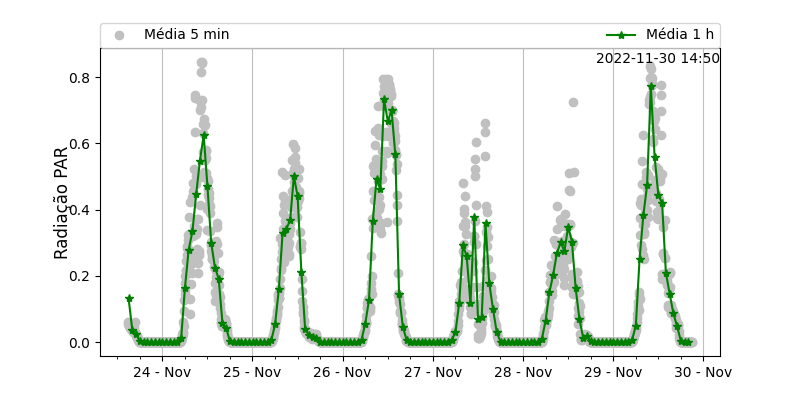 Média 5 min
Média 1 h
2022-11-30 14:50
Radiação PAR
0.8
0.6
0.4
0.2
0.0
24 - Nov
25 - Nov
26 - Nov
27 - Nov
28 - Nov
29 - Nov
30 - Nov